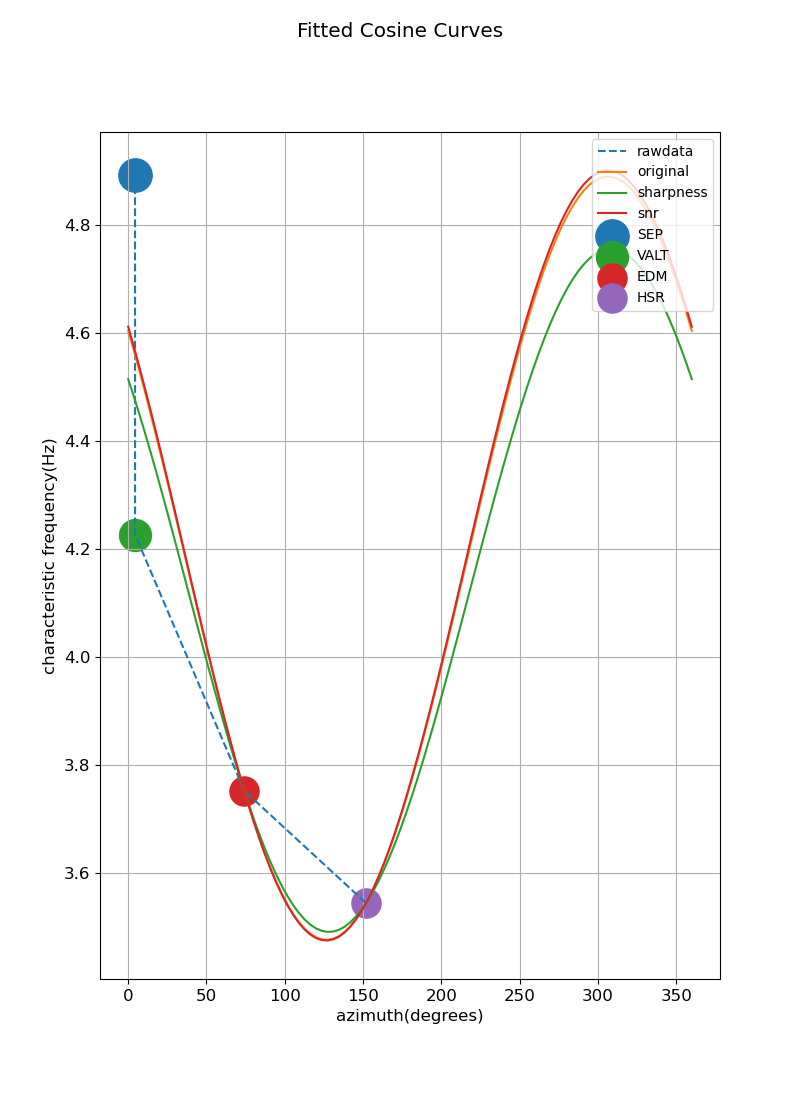 Fitted Cosine Curves
rawdata
original
sharpness
snr
SEP
VALT
EDM
HSR
4.8
4.6
4.4
4.2
4.0
3.8
3.6
characteristic frequency(Hz)
0 50 100 150 200 250 300 350
azimuth(degrees)